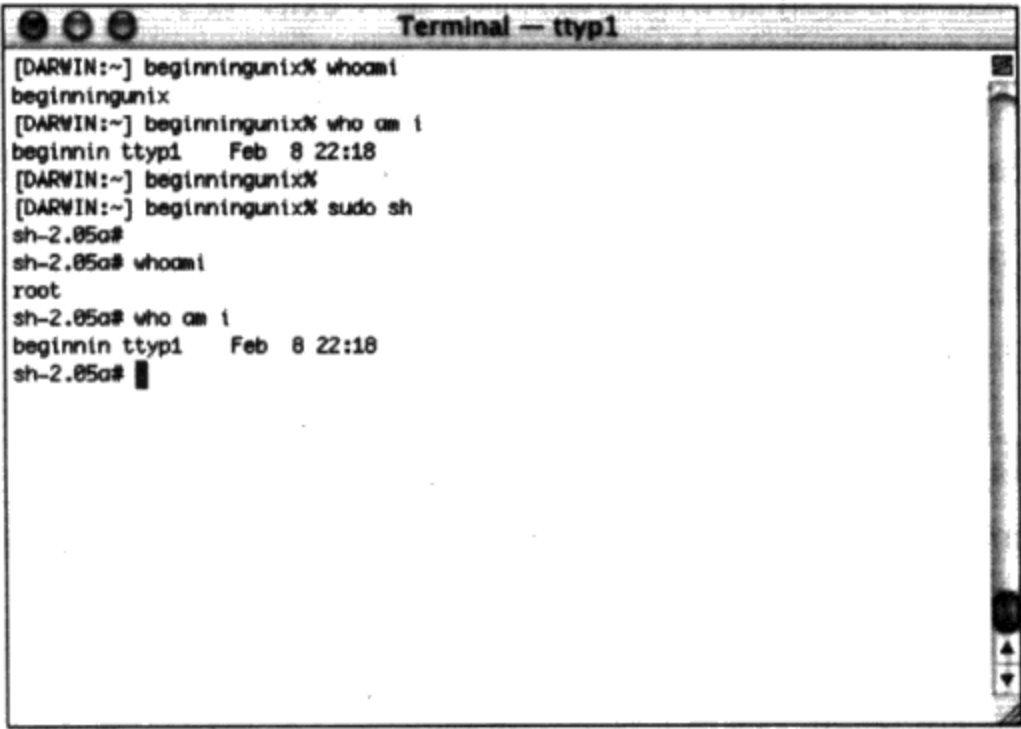 Terminal — ttyp1
[DARWIN:~] beginningunix% whoami
beginningunix
[DARWIN:~] beginningunix% who am i
beginnin ttyp1    Feb  8 22:18
[DARWIN:~] beginningunix%
[DARWIN:~] beginningunix% sudo sh
sh-2.05a#
sh-2.05a# whoami
root
sh-2.05a# who am i
beginnin ttyp1    Feb  8 22:18
sh-2.05a#